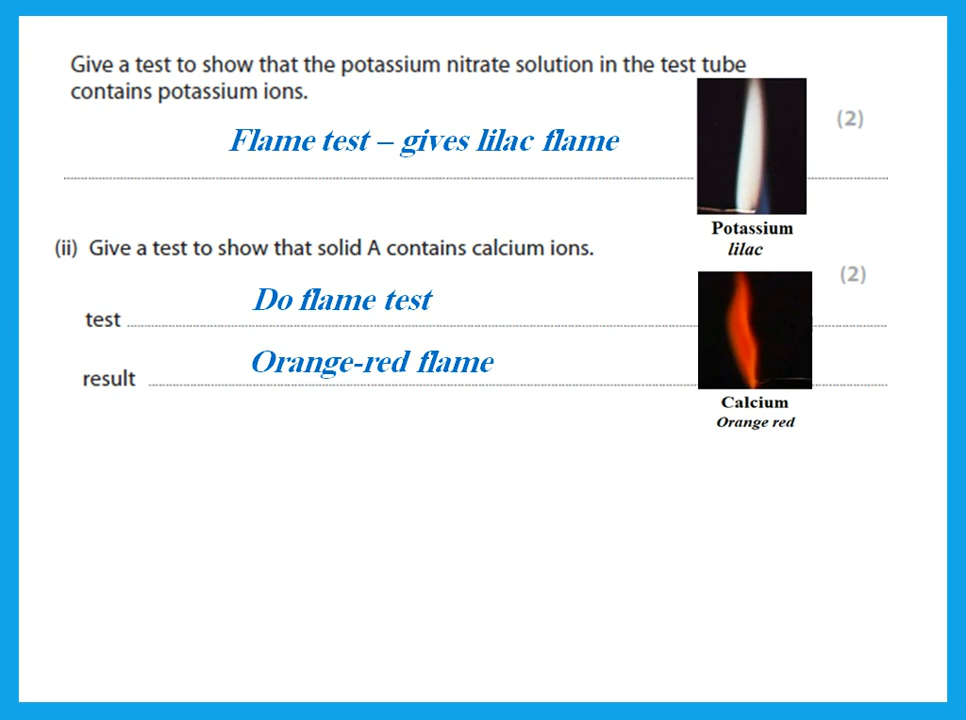 Give a test to show that the potassium nitrate solution in the test tube
contains potassium ions.
(2)
Flame test – gives lilac flame
Potassium
lilac
(ii) Give a test to show that solid A contains calcium ions.
(2)
test Do flame test
result Orange-red flame
Calcium
Orange red